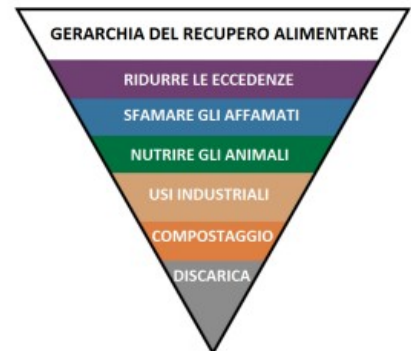 GERARCHIA DEL RECUPERO ALIMENTARE
RIDURRE LE ECCEDENZE
SFAMARE GLI AFFAMATI
NUTRIRE GLI ANIMALI
USI INDUSTRIALI
COMPOSTAGGIO
DISCARICA